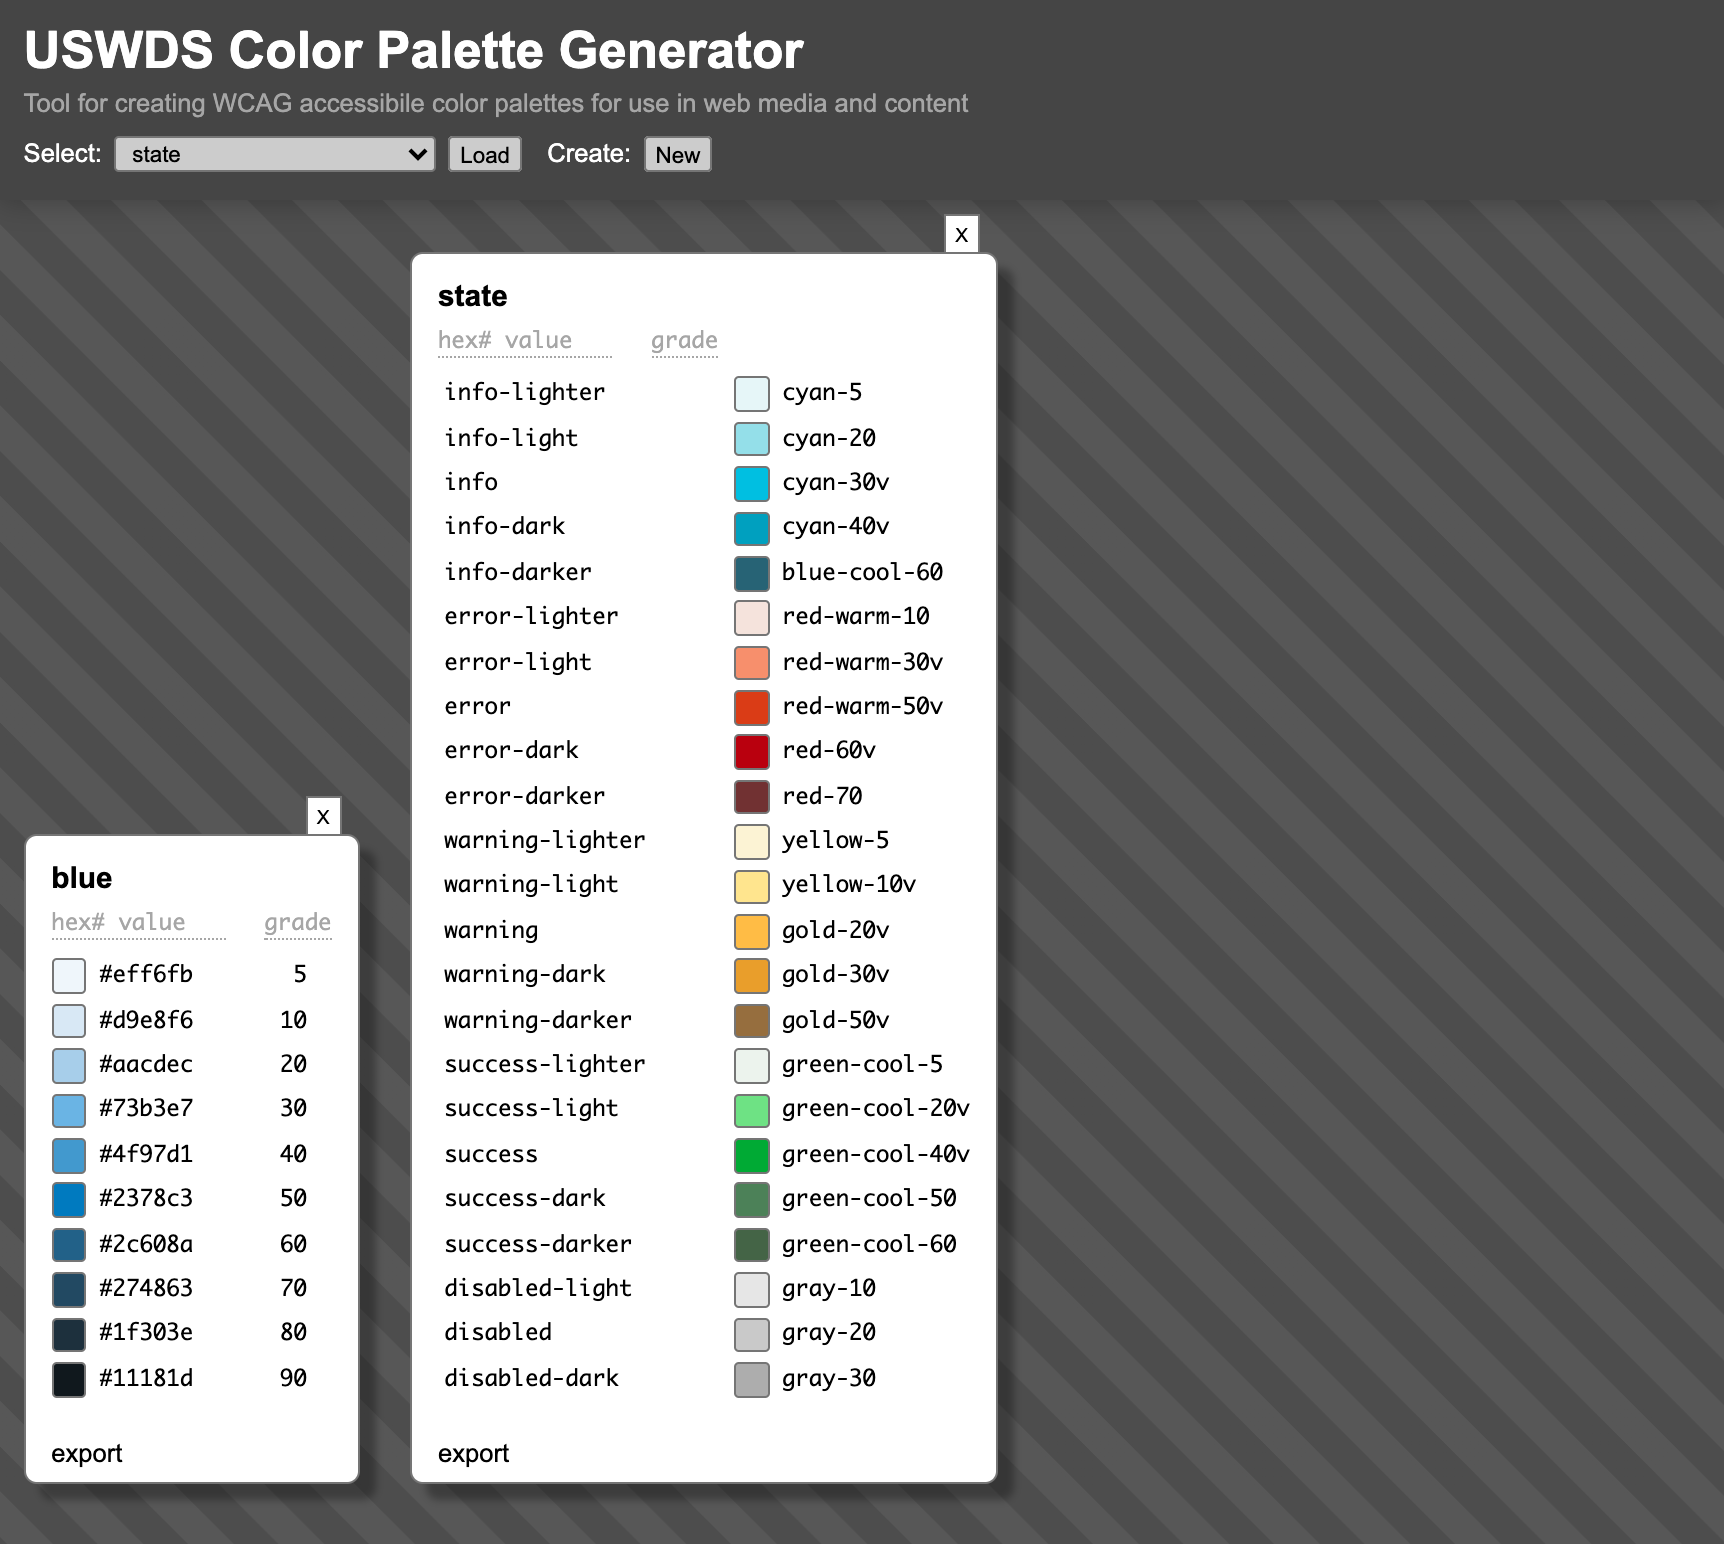 USWDS Color Palette Generator
Tool for creating WCAG accessibile color palettes for use in web media and content
Select: state Load Create: New
x
state
hex# value grade
info-lighter cyan-5
info-light cyan-20
info cyan-30v
info-dark cyan-40v
info-darker blue-cool-60
error-lighter red-warm-10
error-light red-warm-30v
error red-warm-50v
error-dark red-60v
error-darker red-70
warning-lighter yellow-5
warning-light yellow-10v
warning gold-20v
warning-dark gold-30v
warning-darker gold-50v
success-lighter green-cool-5
success-light green-cool-20v
success green-cool-40v
success-dark green-cool-50
success-darker green-cool-60
disabled-light gray-10
disabled gray-20
disabled-dark gray-30
export
x
blue
hex# value grade
#eff6fb 5
#d9e8f6 10
#aacdec 20
#73b3e7 30
#4f97d1 40
#2378c3 50
#2c608a 60
#274863 70
#1f303e 80
#11181d 90
export